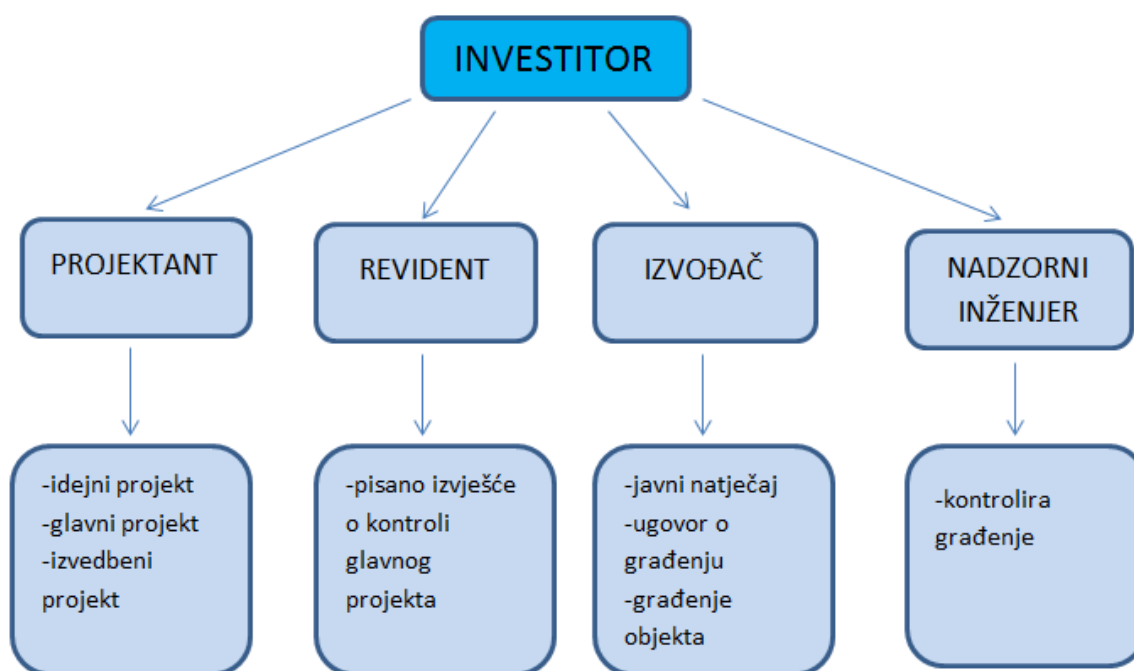 INVESTITOR
PROJEKTANT
REVIDENT
IZVOĐAČ
NADZORNI
INŽENJER
-idejni projekt
-glavni projekt
-izvedbeni
projekt
-pisano izvješće
o kontroli
glavnog
projekta
-javni natječaj
-ugovor o
građenju
-građenje
objekta
-kontrolira
građenje